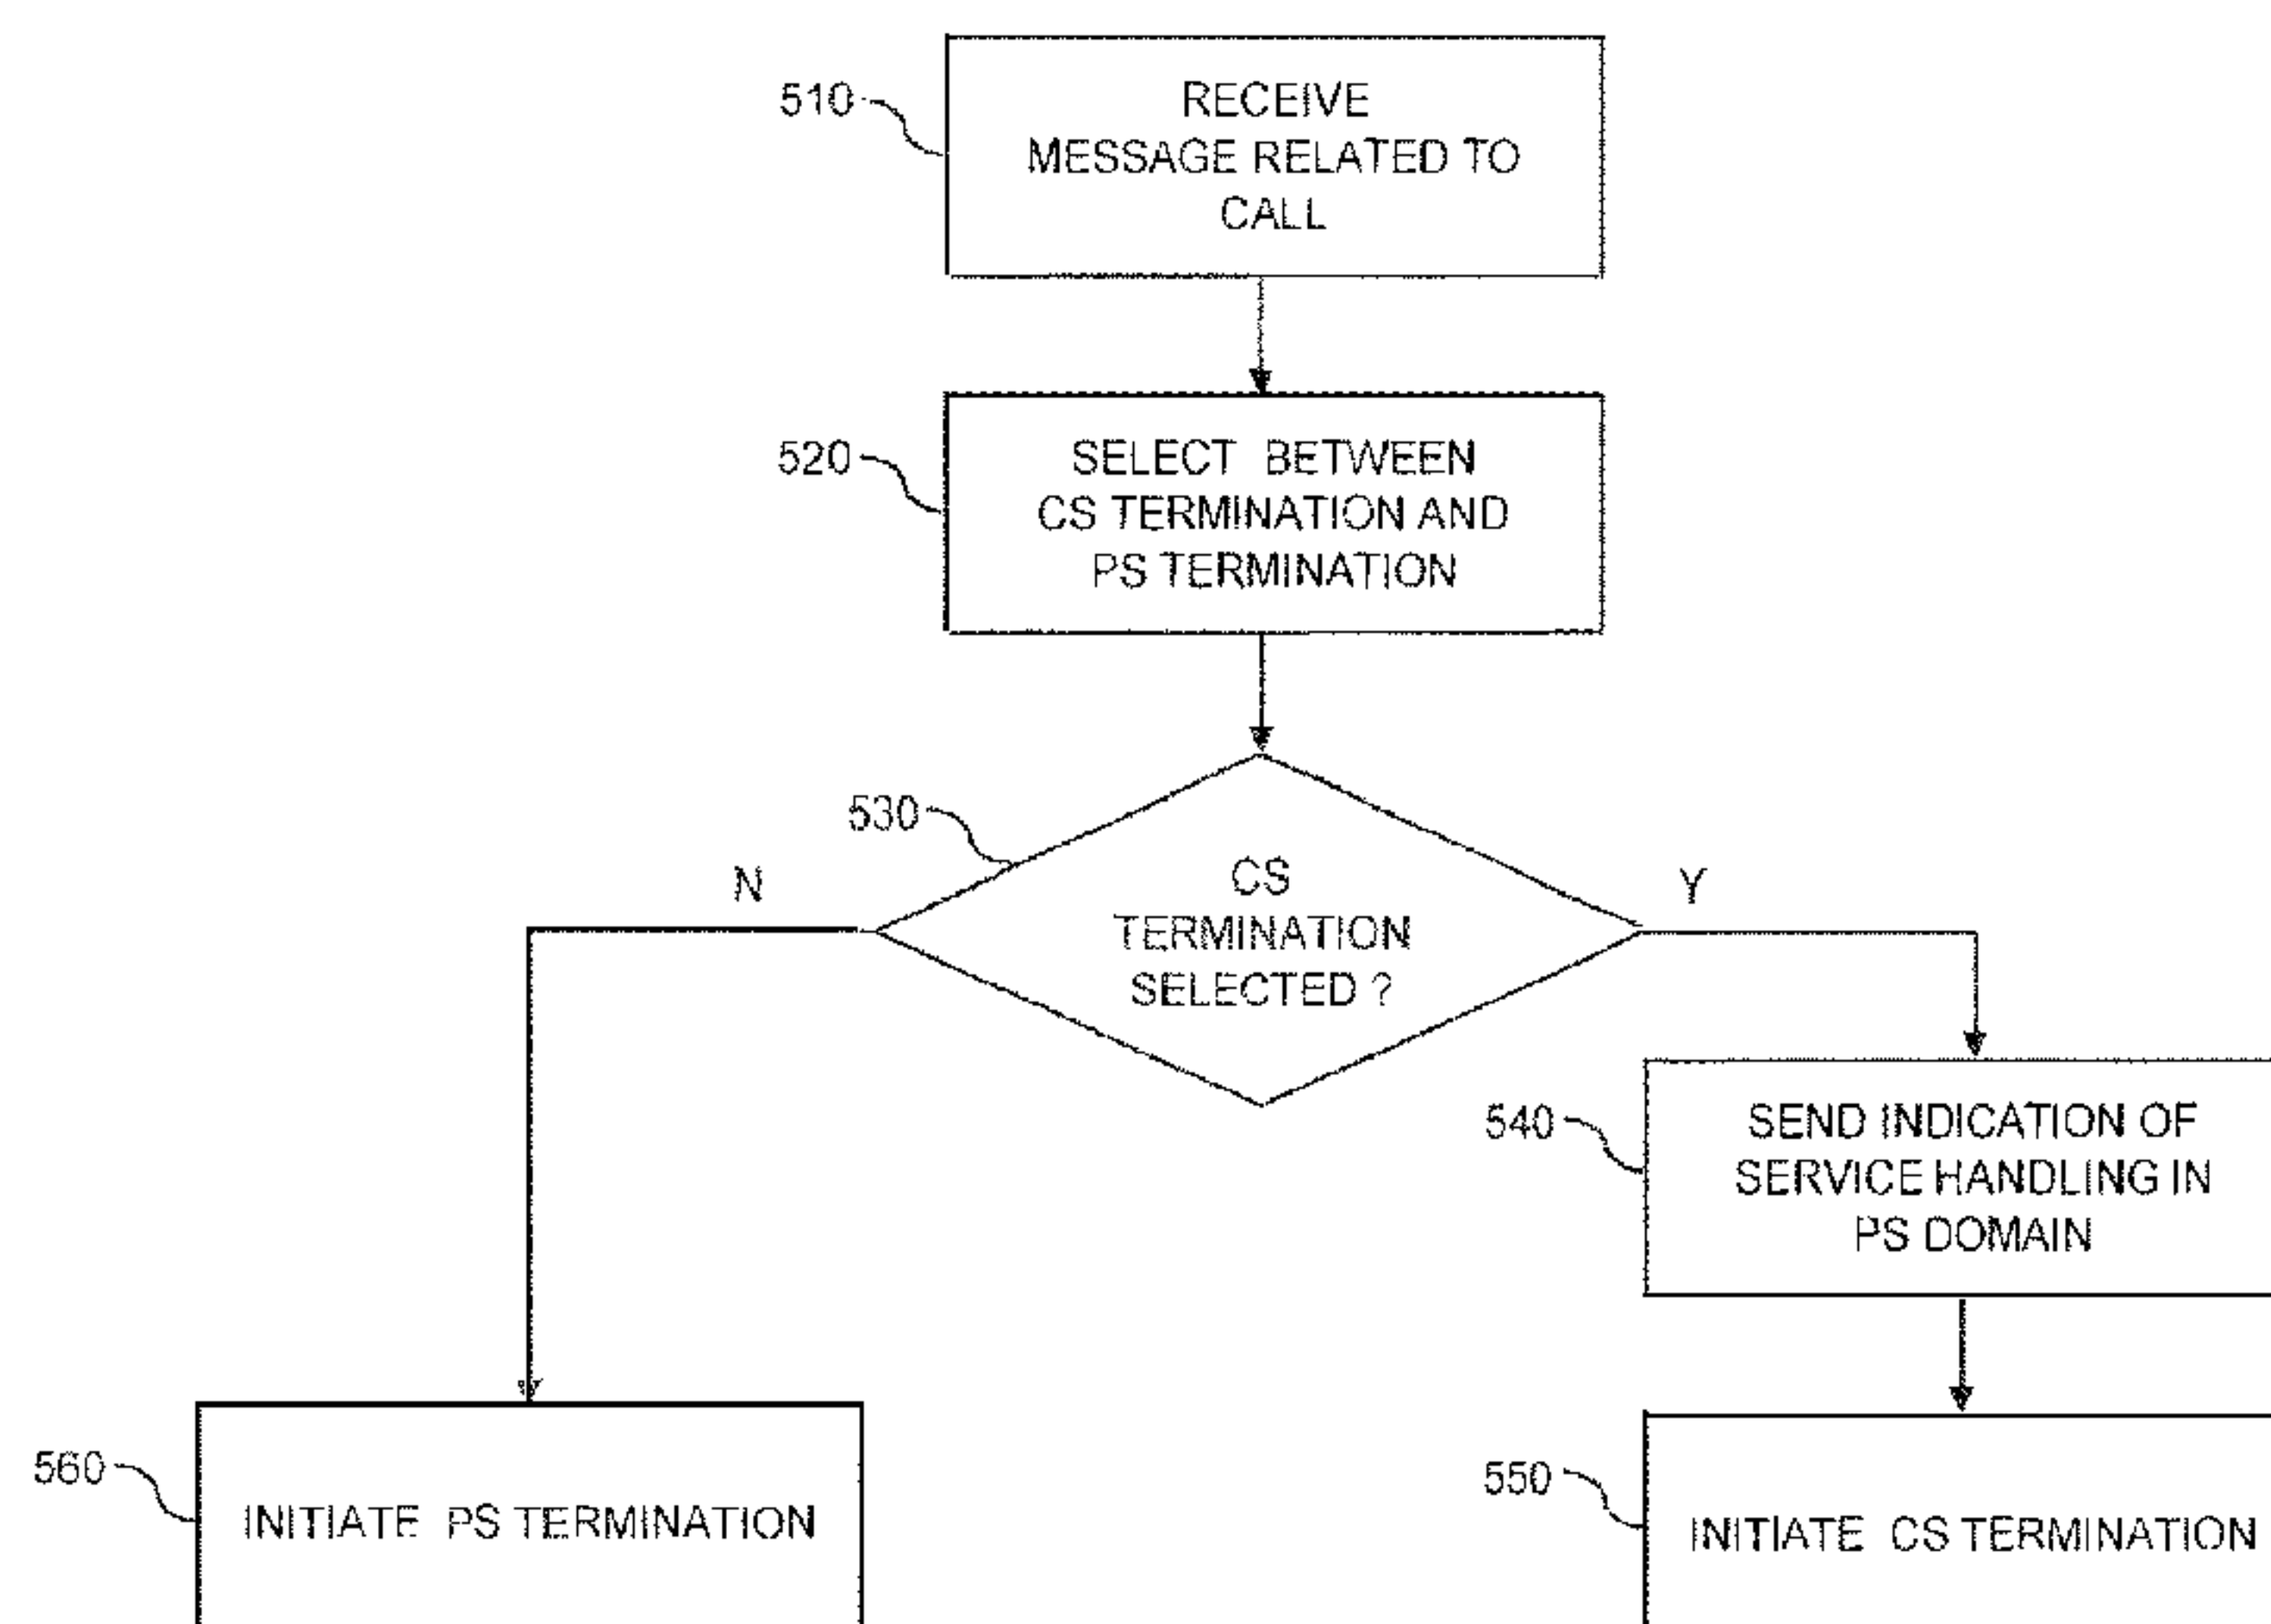 510
RECEIVE
MESSAGE RELATED TO
CALL
520
SELECT BETWEEN
CS TERMINATION AND
PS TERMINATION
530
CS
TERMINATION
SELECTED ?
N
Y
540
SEND INDICATION OF
SERVICE HANDLING IN
PS DOMAIN
560
INITIATE PS TERMINATION
550
INITIATE CS TERMINATION